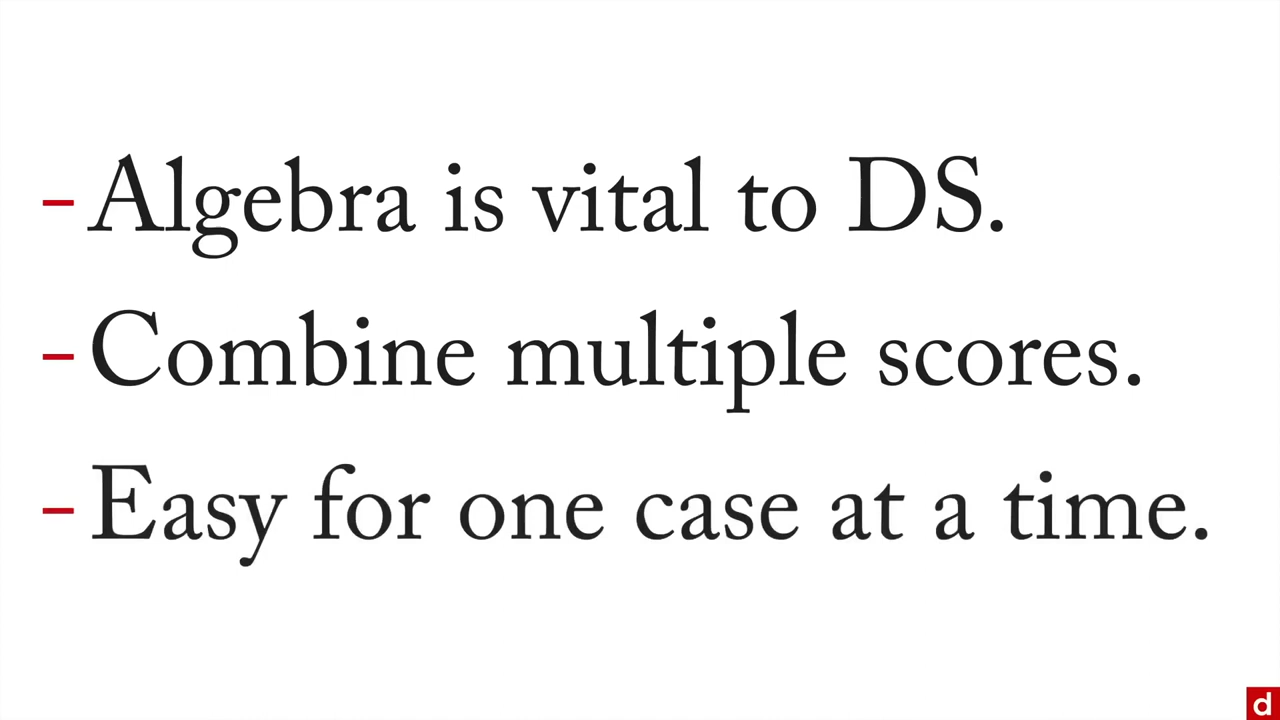 – Algebra is vital to DS.
– Combine multiple scores.
– Easy for one case at a time.
d